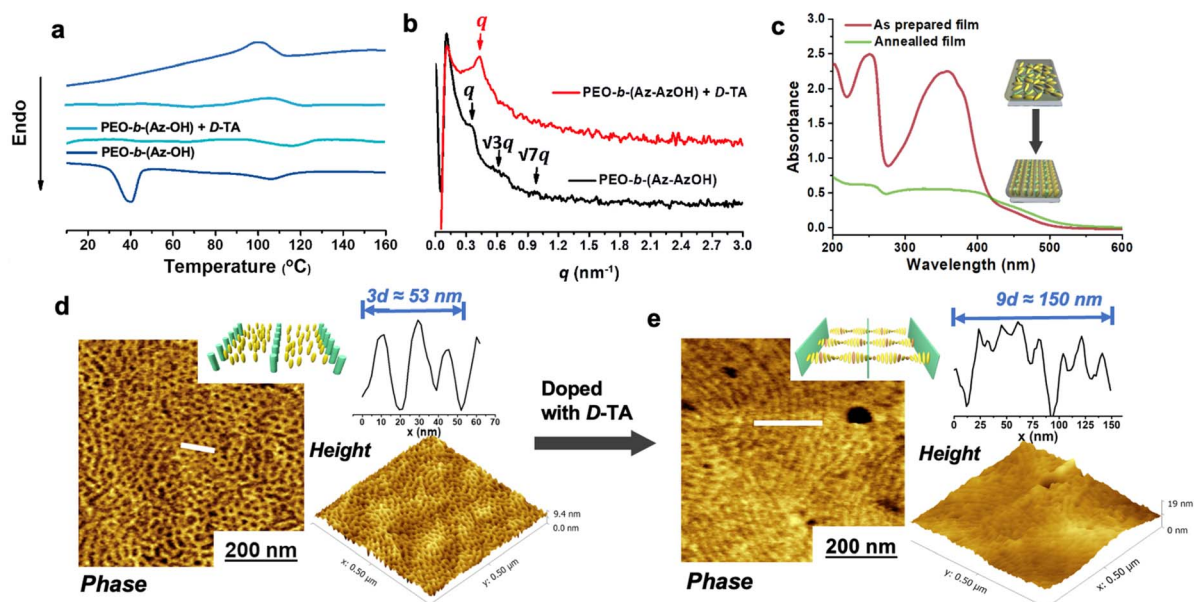 a
Endo
PEO-b-(Az-OH) + D-TA
PEO-b-(Az-OH)
20 40 60 80 100 120 140 160
Temperature (°C)
b
q
PEO-b-(Az-AzOH) + D-TA
q
√3q
√7q
PEO-b-(Az-AzOH)
0.0 0.3 0.6 0.9 1.2 1.5 1.8 2.1 2.4 2.7 3.0
q (nm⁻¹)
c
As prepared film
Annealled film
Absorbance
3.0
2.5
2.0
1.5
1.0
0.5
0.0
200 300 400 500 600
Wavelength (nm)
d
3d ≈ 53 nm
0 10 20 30 40 50 60 70
x (nm)
Height
9.4 nm
0.0 nm
x: 0.50 µm
y: 0.50 µm
200 nm
Phase
Doped
with D-TA
e
9d ≈ 150 nm
0 25 50 75 100 125 150
x (nm)
Height
19 nm
0 nm
y: 0.50 µm
x: 0.50 µm
200 nm
Phase